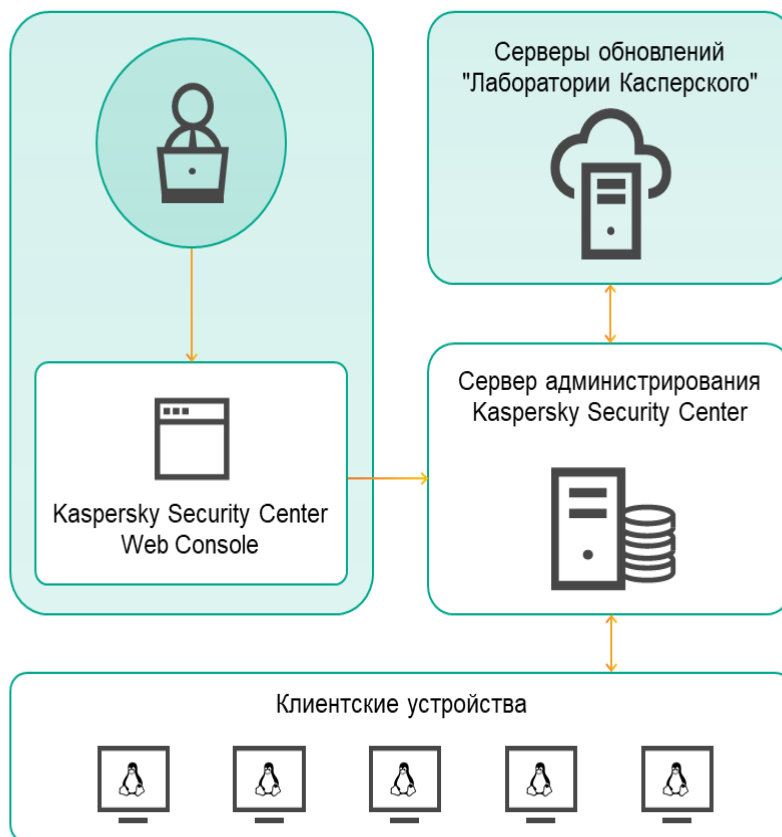 Серверы обновлений
"Лаборатории Касперского"
Kaspersky Security Center
Web Console
Сервер администрирования
Kaspersky Security Center
Клиентские устройства